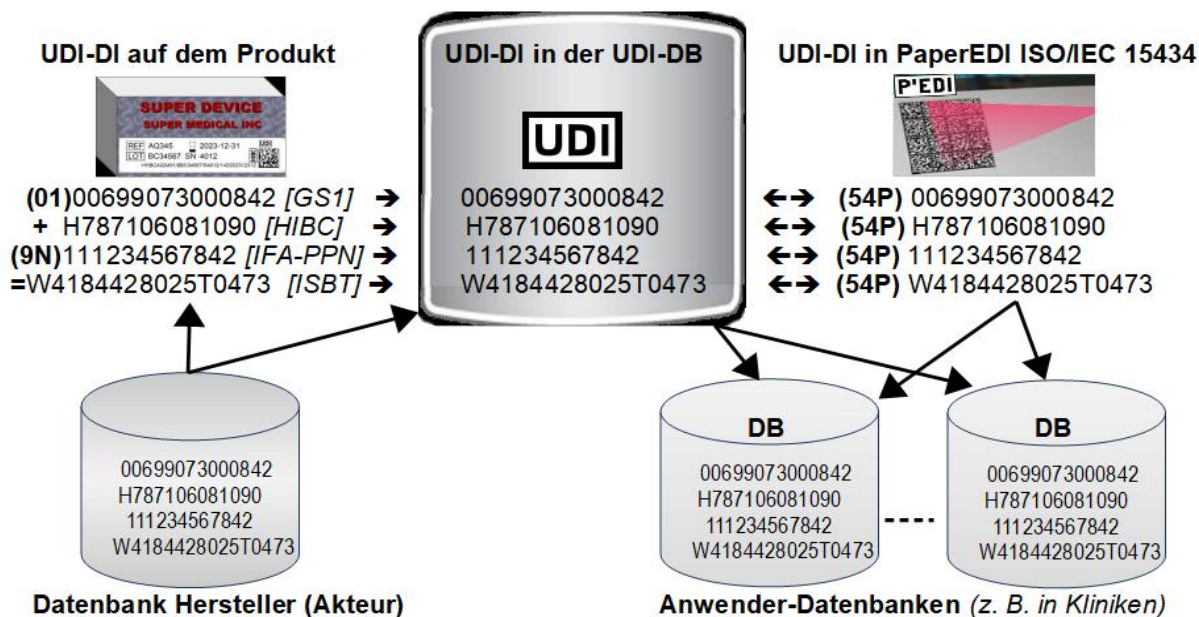 UDI-DI auf dem Produkt
UDI-DI in der UDI-DB
UDI-DI in PaperEDI ISO/IEC 15434
SUPER DEVICE
SUPER MEDICAL INC
REF AQ345 2023-12-31
LOT BC34567 SN 4012
UDI
P'EDI
(01)00699073000842 [GS1] ➔ 00699073000842 ←→ (54P) 00699073000842
+ H787106081090 [HIBC] ➔ H787106081090 ←→ (54P) H787106081090
(9N)111234567842 [IFA-PPN] ➔ 111234567842 ←→ (54P) 111234567842
=W4184428025T0473 [ISBT] ➔ W4184428025T0473 ←→ (54P) W4184428025T0473
00699073000842
H787106081090
111234567842
W4184428025T0473
Datenbank Hersteller (Akteur)
DB
00699073000842
H787106081090
111234567842
W4184428025T0473
DB
00699073000842
H787106081090
111234567842
W4184428025T0473
Anwender-Datenbanken (z. B. in Kliniken)